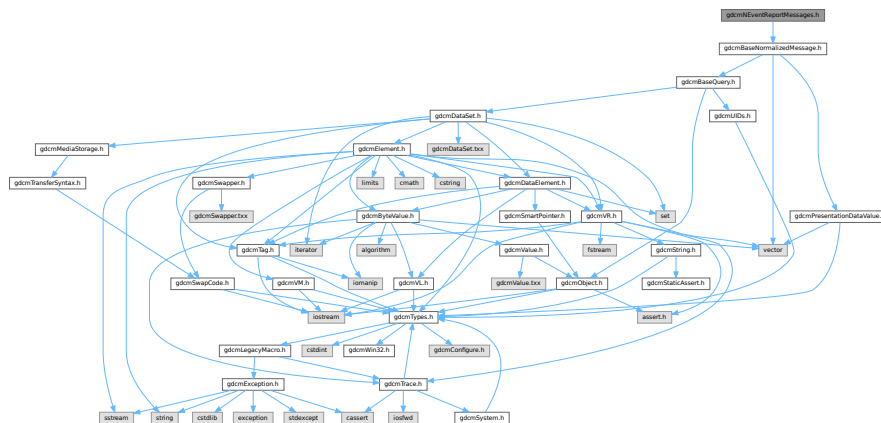 gdcmNEventReportMessages.h
gdcmBaseNormalizedMessage.h
gdcmBaseQuery.h
gdcmDataSet.h
gdcmUIDs.h
gdcmMediaStorage.h
gdcmElement.h
gdcmDataSet.txx
gdcmTransferSyntax.h
gdcmSwapper.h
limits
cmath
cstring
gdcmDataElement.h
gdcmSwapper.txx
gdcmByteValue.h
gdcmSmartPointer.h
gdcmVR.h
set
gdcmPresentationDataValue.h
gdcmTag.h
iterator
algorithm
gdcmValue.h
fstream
gdcmString.h
vector
gdcmSwapCode.h
gdcmVM.h
iomanip
gdcmVL.h
gdcmValue.txx
gdcmObject.h
gdcmStaticAssert.h
iostream
gdcmTypes.h
assert.h
gdcmLegacyMacro.h
cstdint
gdcmWin32.h
gdcmConfigure.h
gdcmException.h
gdcmTrace.h
sstream
string
cstdlib
exception
stdexcept
cassert
iosfwd
gdcmSystem.h